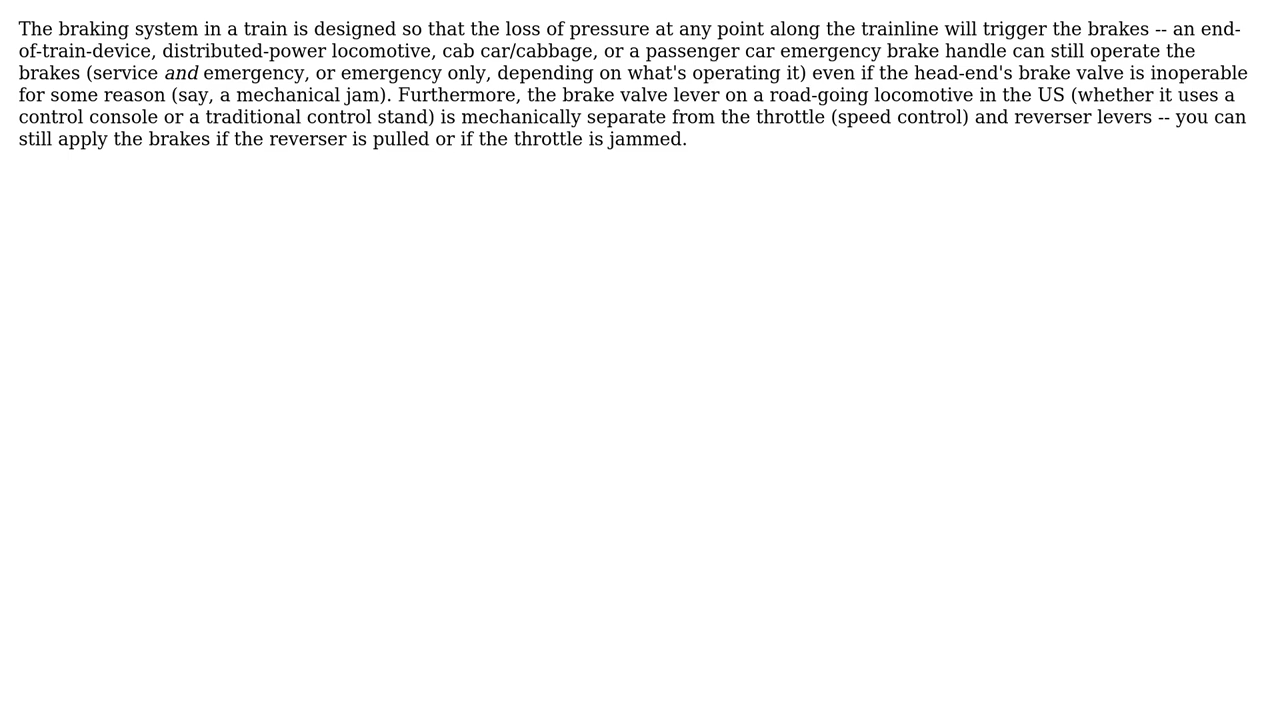 The braking system in a train is designed so that the loss of pressure at any point along the trainline will trigger the brakes -- an end-
of-train-device, distributed-power locomotive, cab car/cabbage, or a passenger car emergency brake handle can still operate the
brakes (service and emergency, or emergency only, depending on what's operating it) even if the head-end's brake valve is inoperable
for some reason (say, a mechanical jam). Furthermore, the brake valve lever on a road-going locomotive in the US (whether it uses a
control console or a traditional control stand) is mechanically separate from the throttle (speed control) and reverser levers -- you can
still apply the brakes if the reverser is pulled or if the throttle is jammed.